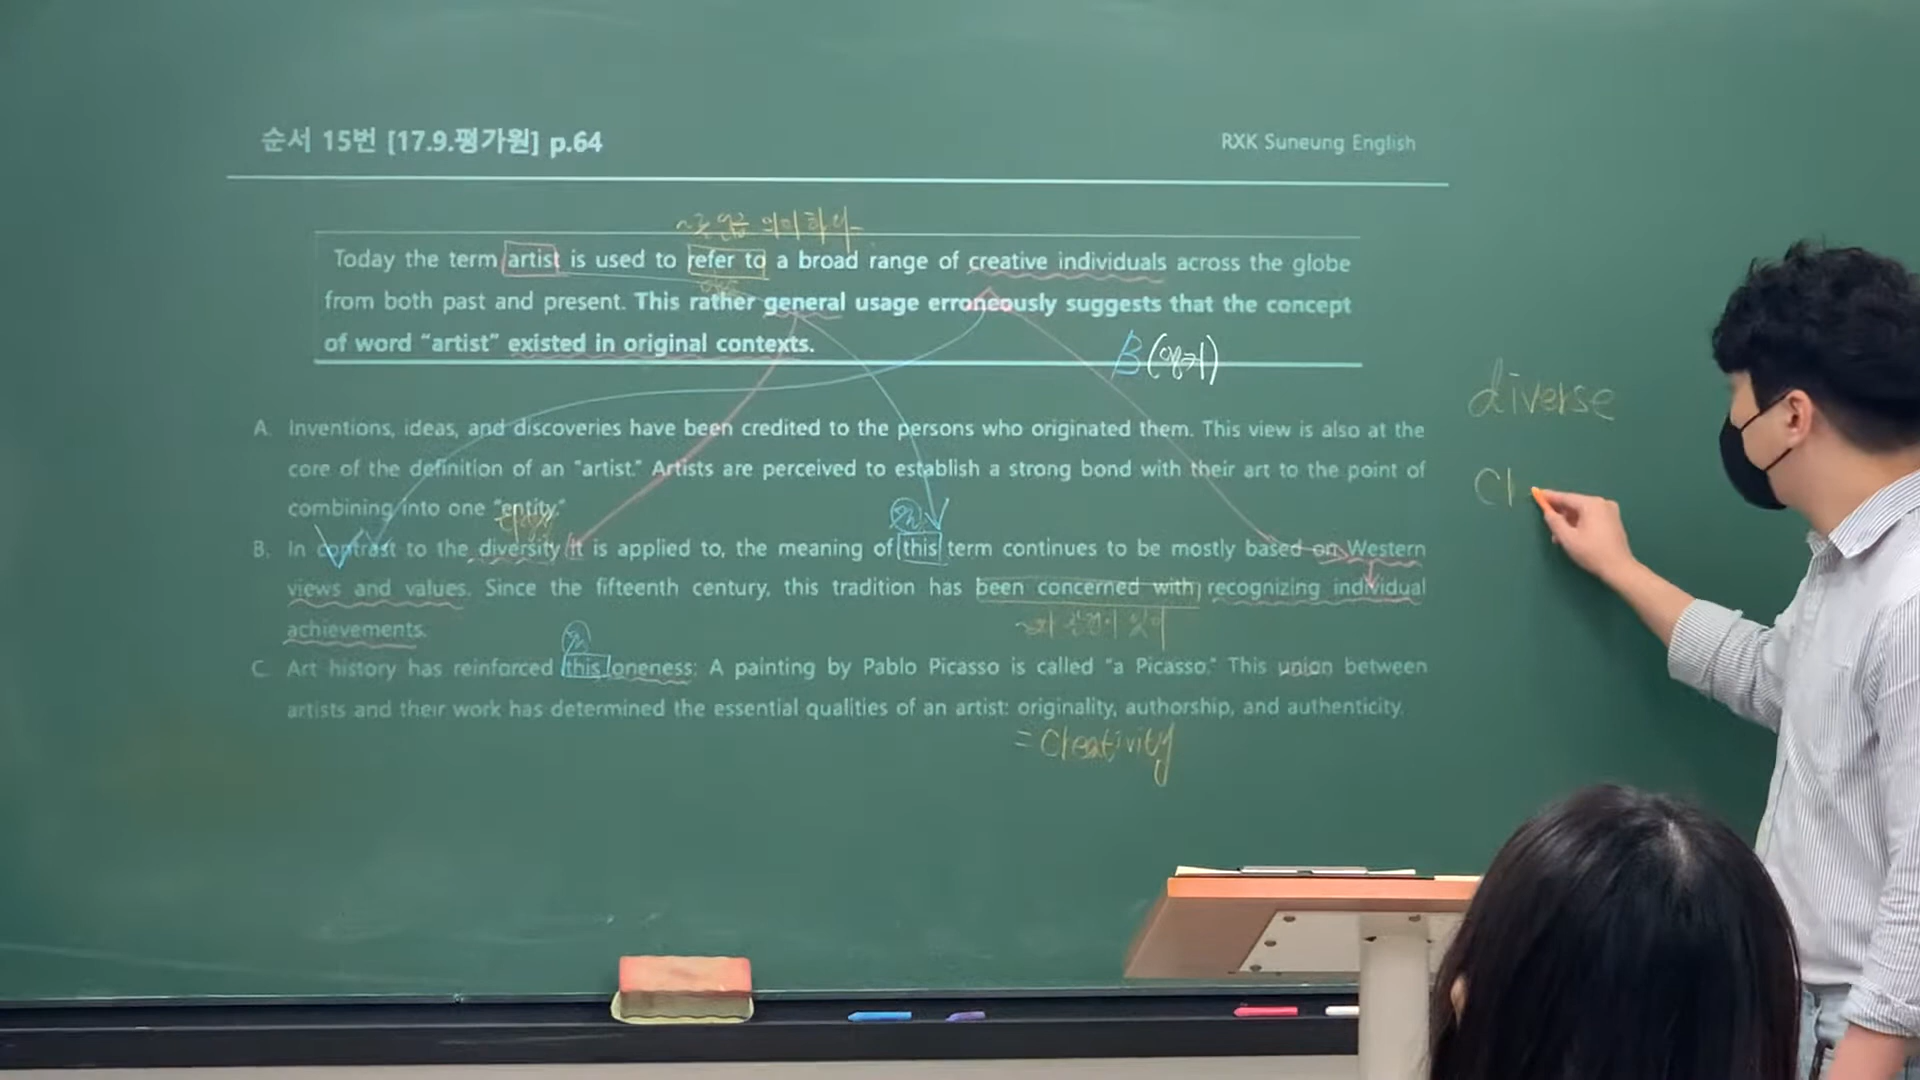 순서 15번 [17.9.평가원] p.64
RXK Suneung English
~를 언급 의미하다
Today the term artist is used to refer to a broad range of creative individuals across the globe
from both past and present. This rather general usage erroneously suggests that the concept
of word “artist” existed in original contexts.
B
diverse
A. Inventions, ideas, and discoveries have been credited to the persons who originated them. This view is also at the
core of the definition of an “artist.” Artists are perceived to establish a strong bond with their art to the point of
combining into one “entity.”
B. In contrast to the diversity it is applied to, the meaning of this term continues to be mostly based on Western
views and values. Since the fifteenth century, this tradition has been concerned with recognizing individual
achievements.
C. Art history has reinforced this oneness: A painting by Pablo Picasso is called “a Picasso.” This union between
artists and their work has determined the essential qualities of an artist: originality, authorship, and authenticity.
= Creativity